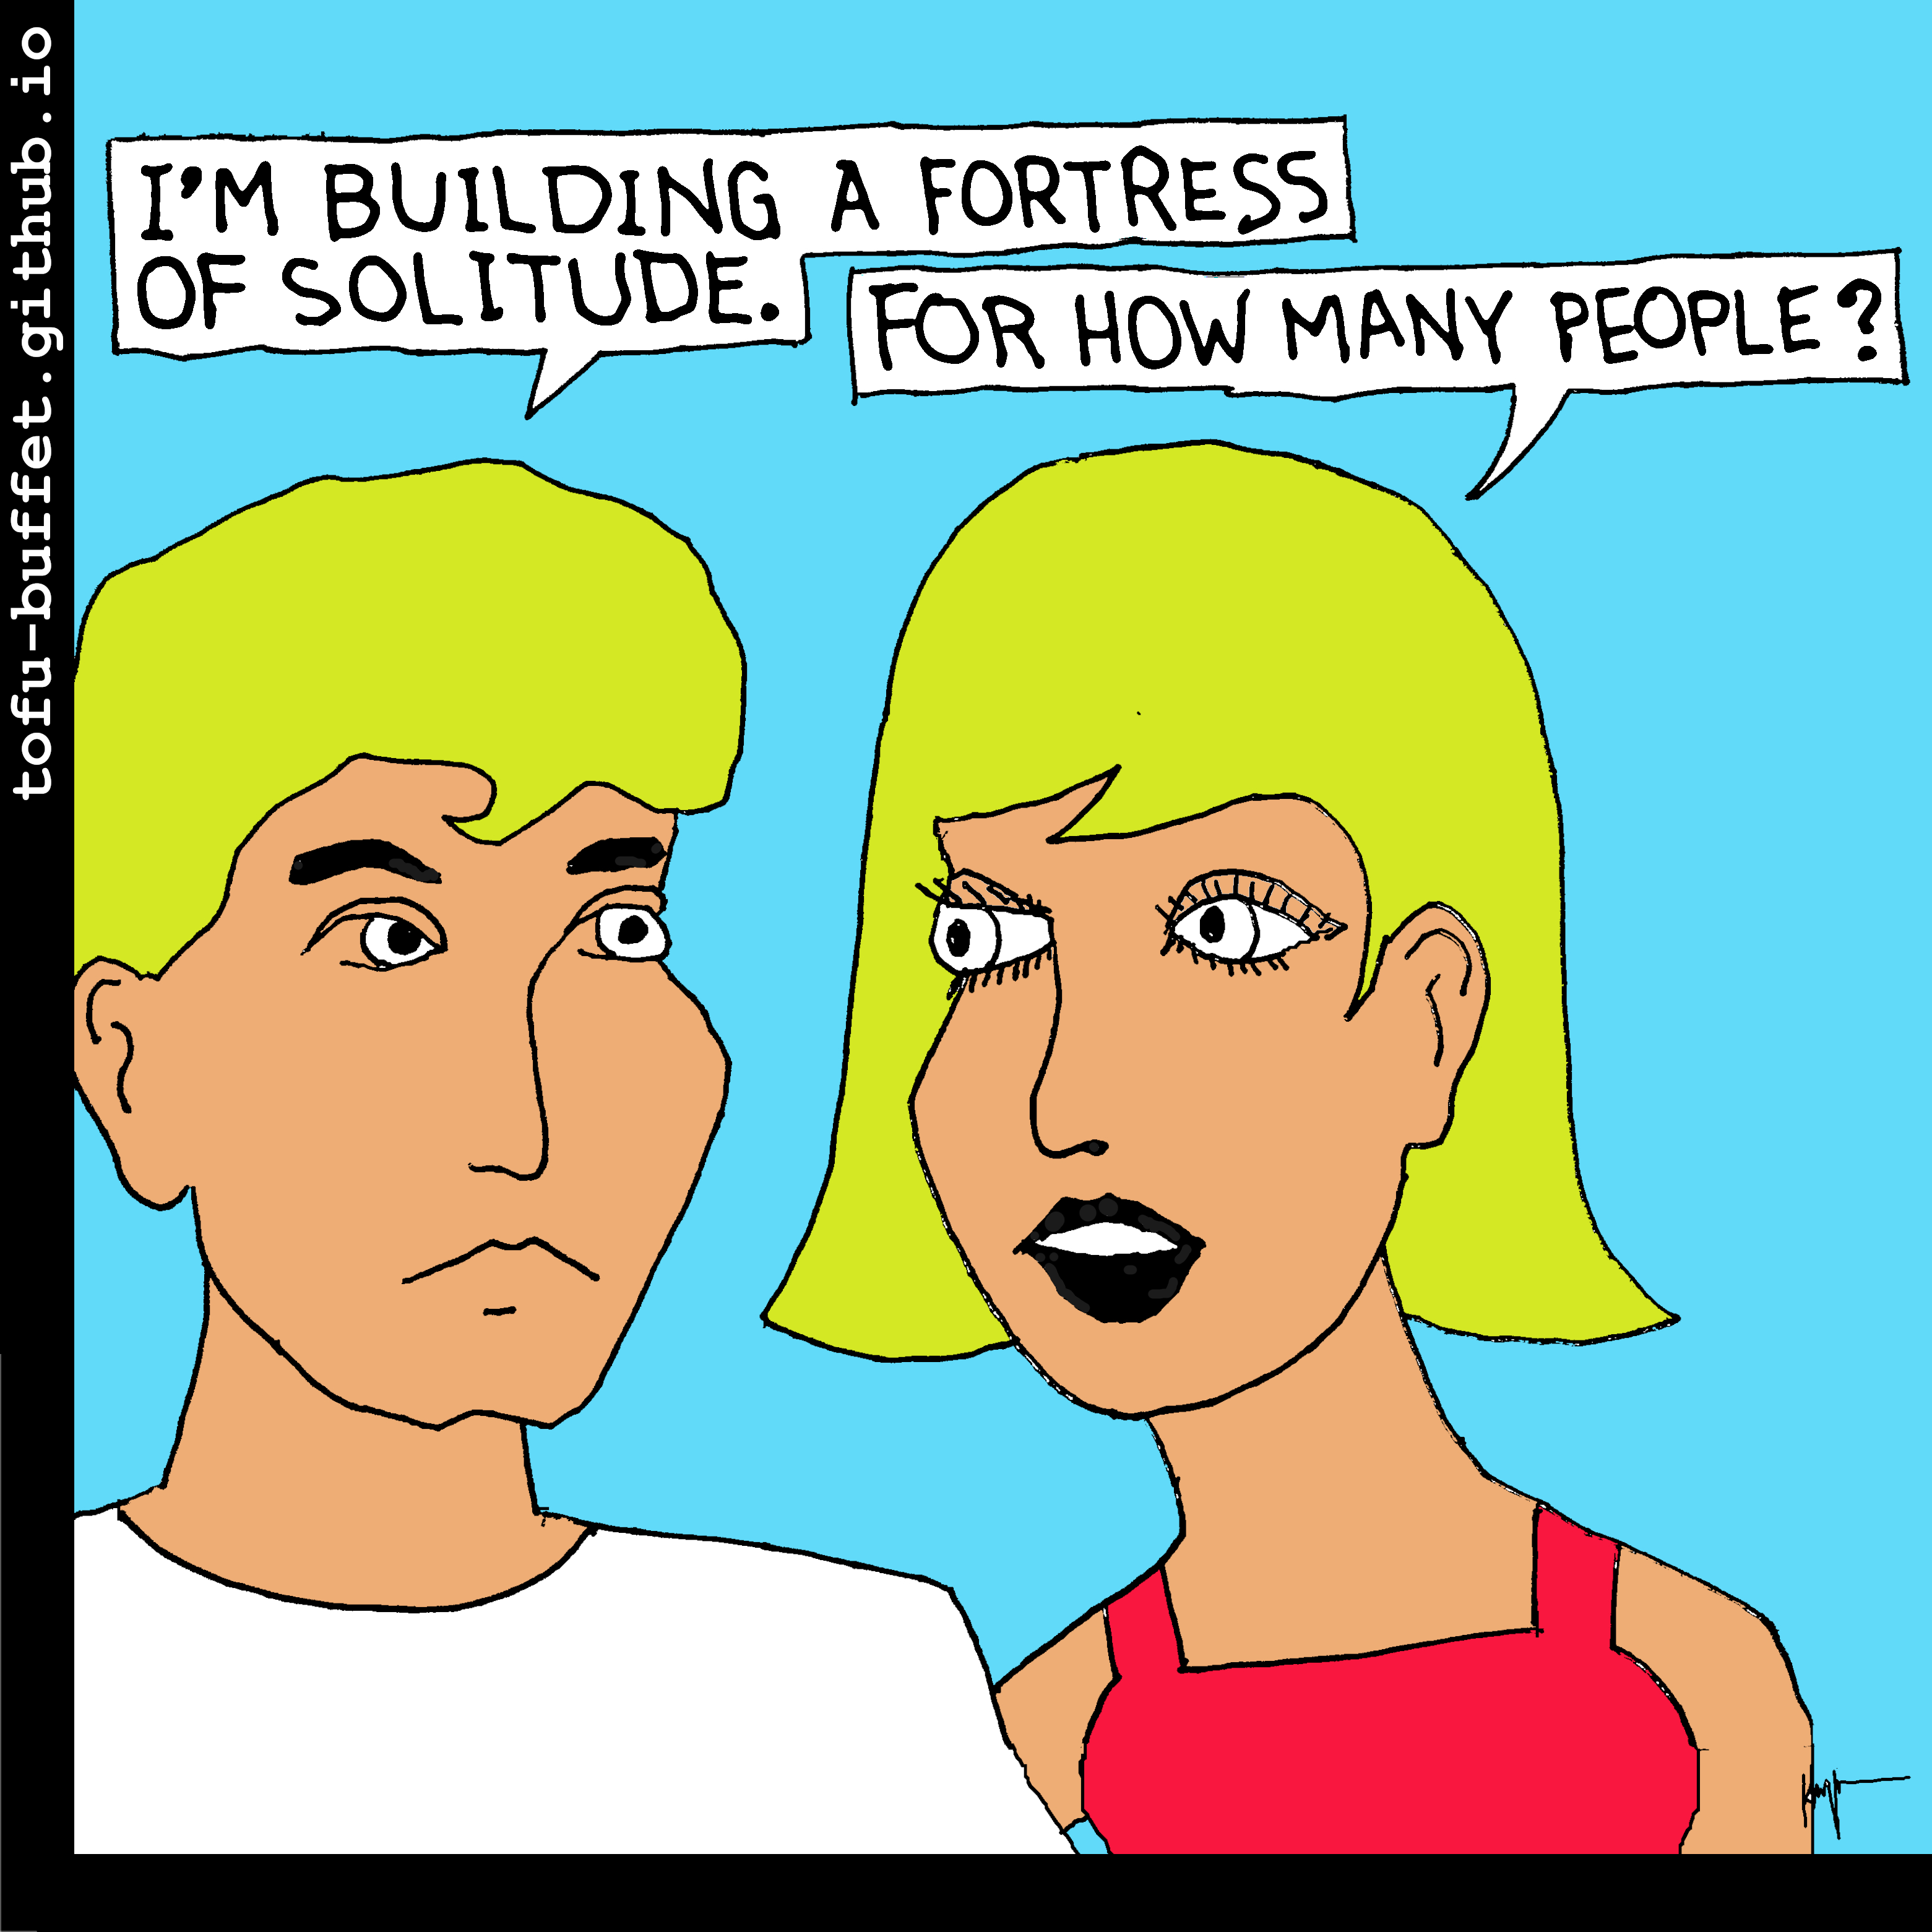 I'M BUILDING A FORTRESS
OF SOLITUDE.
FOR HOW MANY PEOPLE?
tofu-buffet.github.io